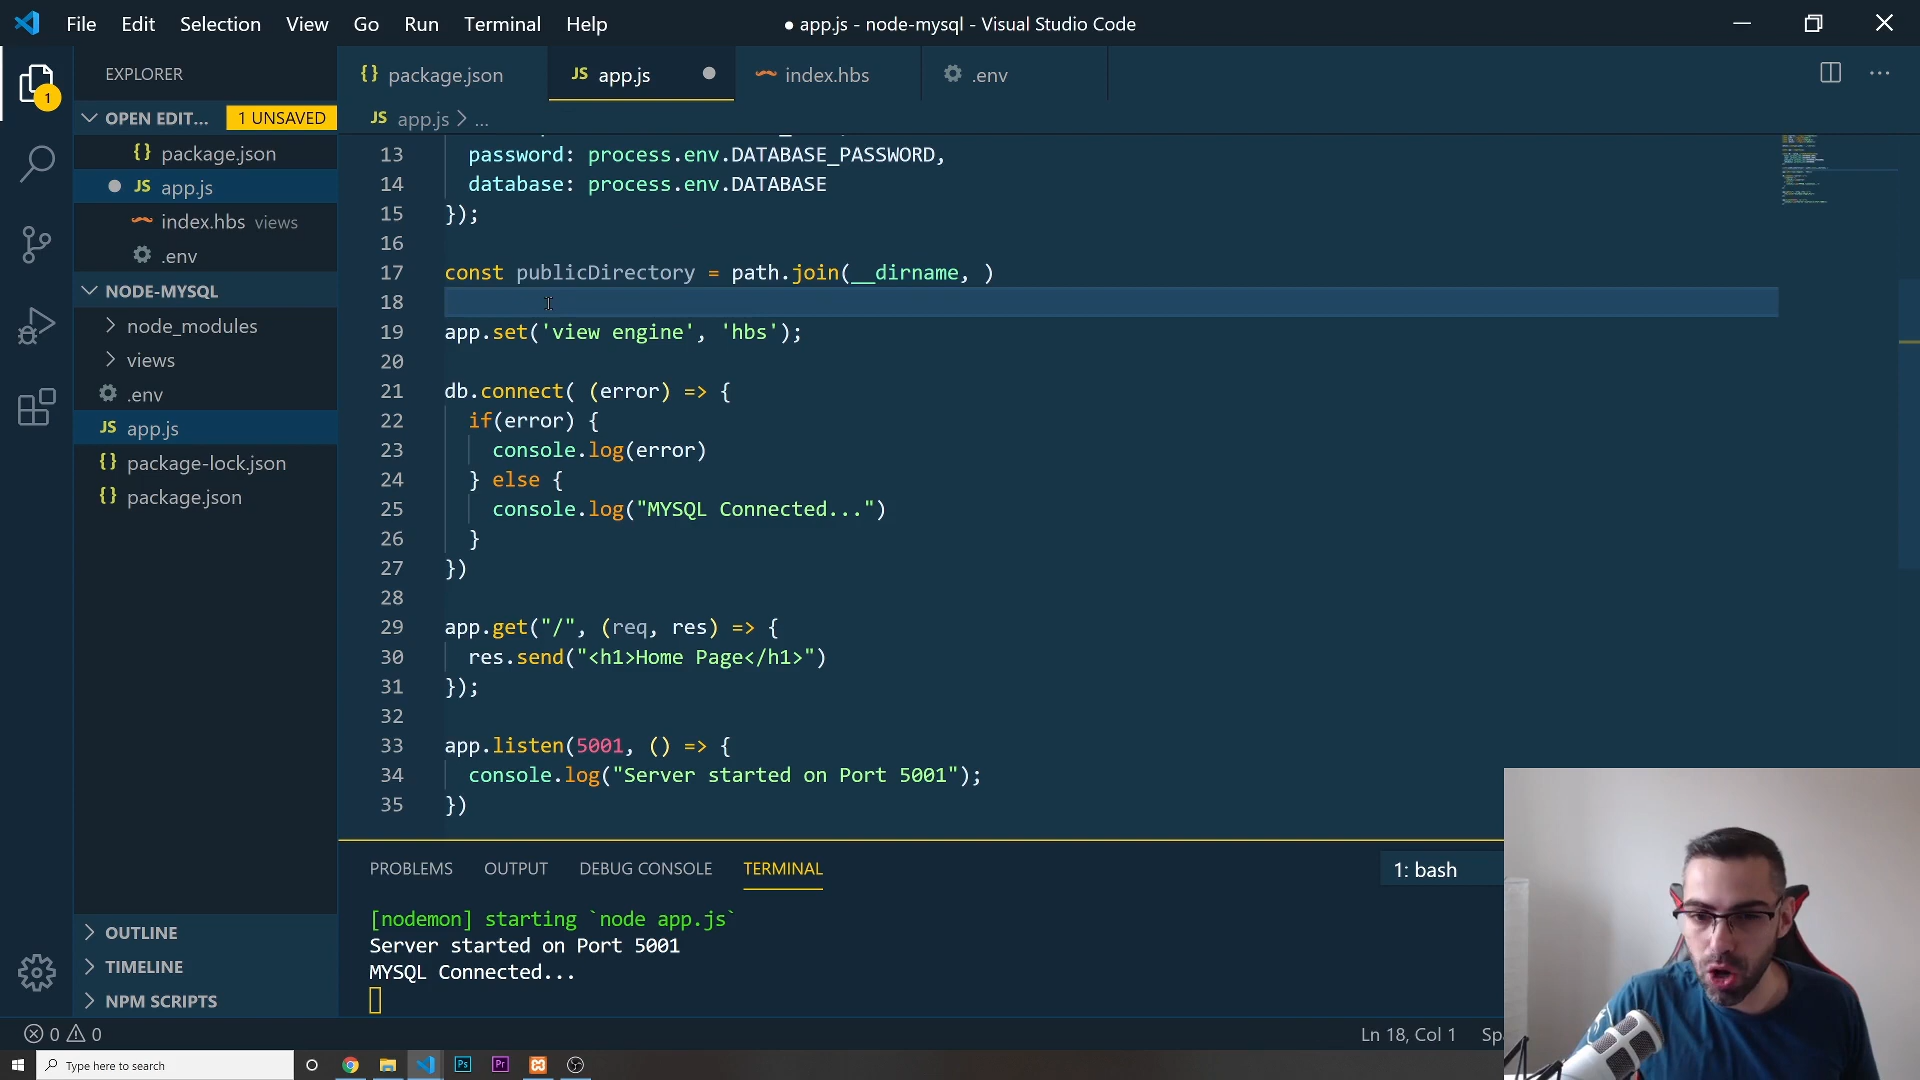 File Edit Selection View Go Run Terminal Help
● app.js - node-mysql - Visual Studio Code
EXPLORER
1
OPEN EDIT... 1 UNSAVED
{} package.json
JS app.js
index.hbs views
.env
NODE-MYSQL
node_modules
views
.env
JS app.js
{} package-lock.json
{} package.json
OUTLINE
TIMELINE
NPM SCRIPTS
{} package.json
JS app.js
index.hbs
.env
JS app.js > ...
13 password: process.env.DATABASE_PASSWORD,
14 database: process.env.DATABASE
15 });
16
17 const publicDirectory = path.join(__dirname, )
18
19 app.set('view engine', 'hbs');
20
21 db.connect( (error) => {
22 if(error) {
23 console.log(error)
24 } else {
25 console.log("MYSQL Connected...")
26 }
27 })
28
29 app.get("/", (req, res) => {
30 res.send("<h1>Home Page</h1>")
31 });
32
33 app.listen(5001, () => {
34 console.log("Server started on Port 5001");
35 })
PROBLEMS OUTPUT DEBUG CONSOLE TERMINAL
1: bash
[nodemon] starting `node app.js`
Server started on Port 5001
MYSQL Connected...
0 0
Ln 18, Col 1
Type here to search
Ps
Pr